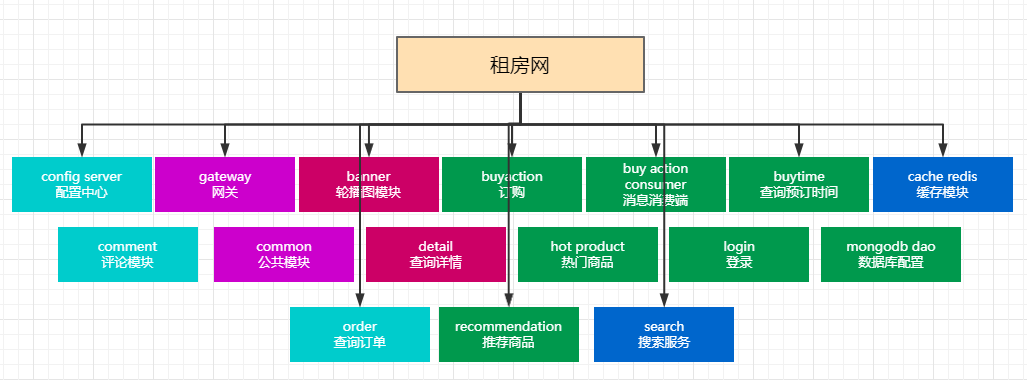 租房网
config server
配置中心
gateway
网关
banner
轮播图模块
buyaction
订购
buy action
consumer
消息消费端
buytime
查询预订时间
cache redis
缓存模块
comment
评论模块
common
公共模块
detail
查询详情
hot product
热门商品
login
登录
mongodb dao
数据库配置
order
查询订单
recommendation
推荐商品
search
搜索服务